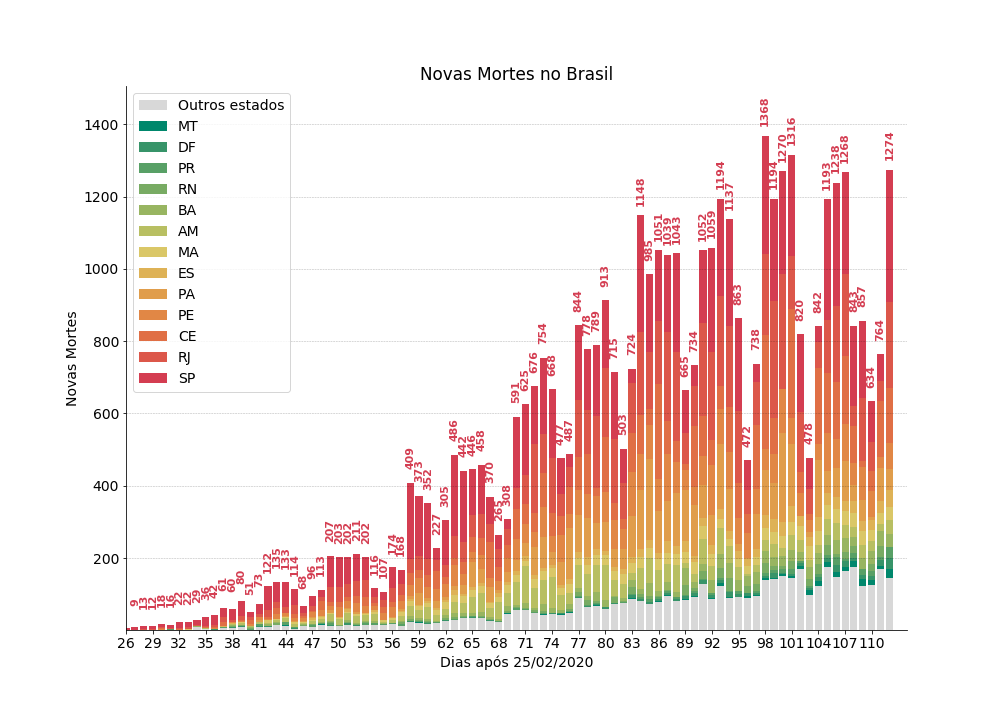 Novas Mortes no Brasil
Novas Mortes
1400
1200
1000
800
600
400
200
Outros estados
MT
DF
PR
RN
BA
AM
MA
ES
PA
PE
CE
RJ
SP
9 13 12 18 16 22 22 29 36 42 61 60 80 51 73 122 135 133 114 68 96 113 207 203 202 211 202 116 107 174 168 409 373 352 227 305 486 442 446 458 370 265 308 591 625 676 754 668 477 487 844 778 789 913 715 503 724 1148 985 1051 1039 1043 665 734 1052 1059 1194 1137 863 472 738 1368 1194 1270 1316 820 478 842 1193 1238 1268 843 857 634 764 1274
26 29 32 35 38 41 44 47 50 53 56 59 62 65 68 71 74 77 80 83 86 89 92 95 98 101 104 107 110
Dias após 25/02/2020